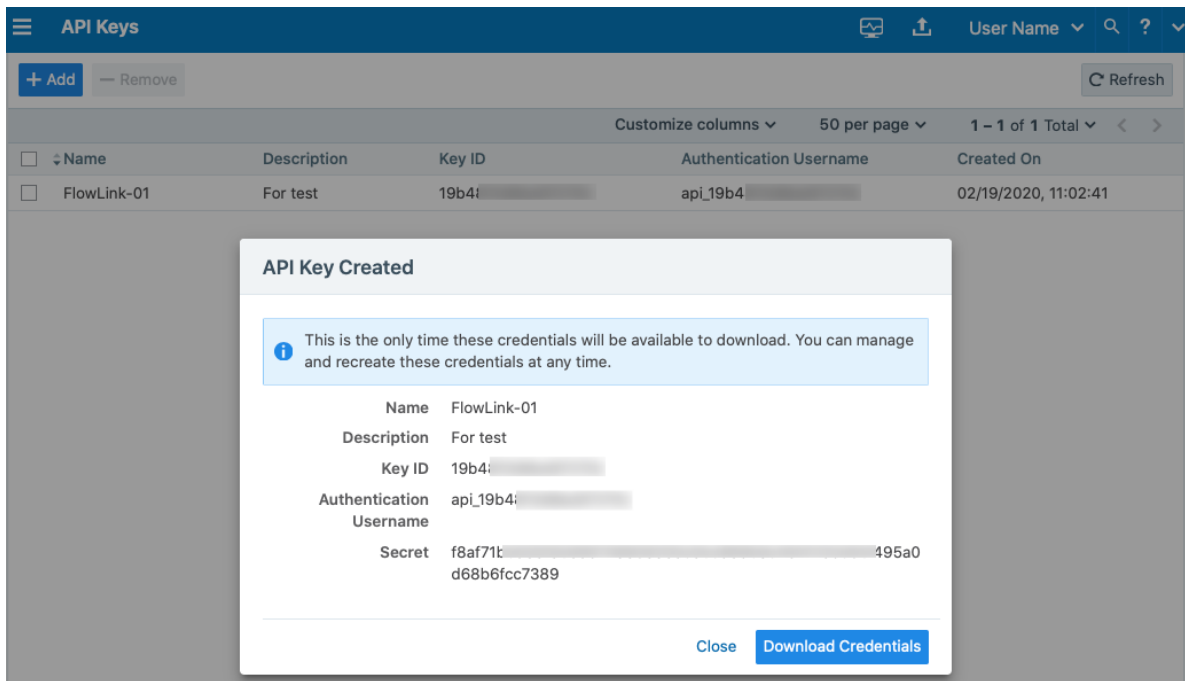 API Keys User Name ?
+ Add — Remove Refresh
Customize columns 50 per page 1 – 1 of 1 Total
Name Description Key ID Authentication Username Created On
FlowLink-01 For test 19b4 api_19b4 02/19/2020, 11:02:41
API Key Created
This is the only time these credentials will be available to download. You can manage
and recreate these credentials at any time.
Name FlowLink-01
Description For test
Key ID 19b4
Authentication api_19b4
Username
Secret f8af71 495a0
d68b6fcc7389
Close Download Credentials